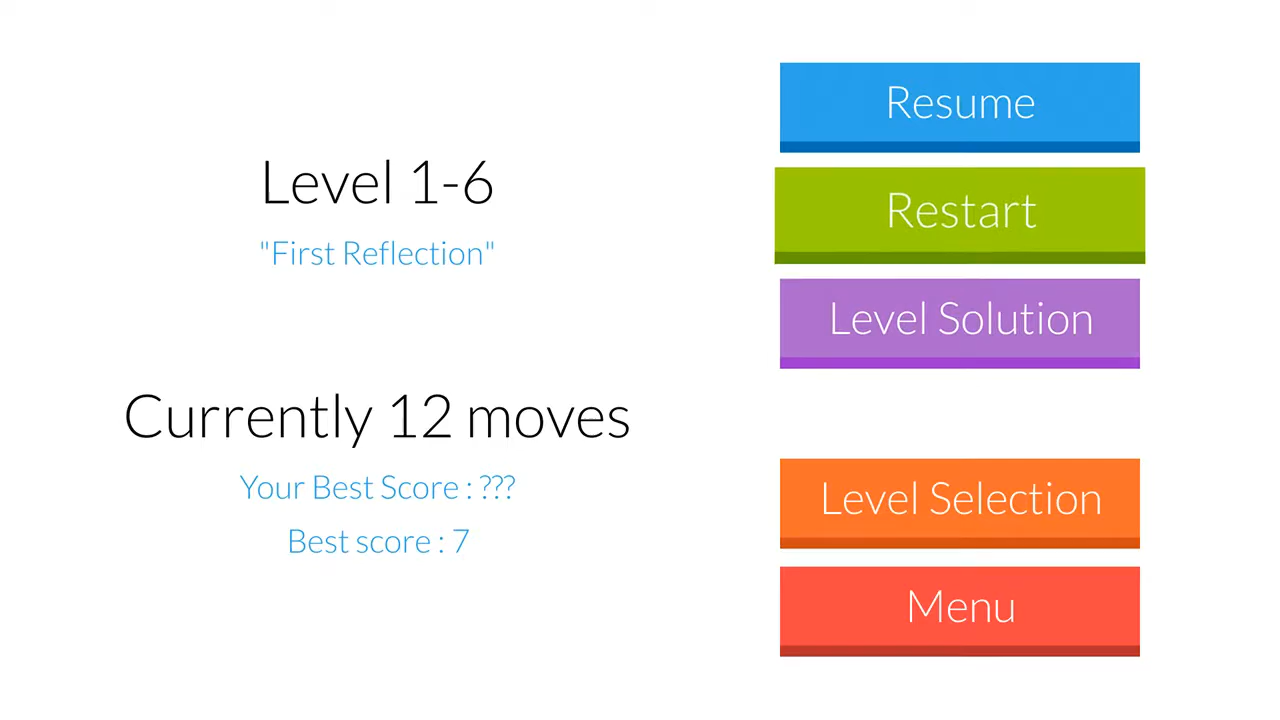 Level 1-6
"First Reflection"
Currently 12 moves
Your Best Score : ???
Best score : 7
Resume
Restart
Level Solution
Level Selection
Menu